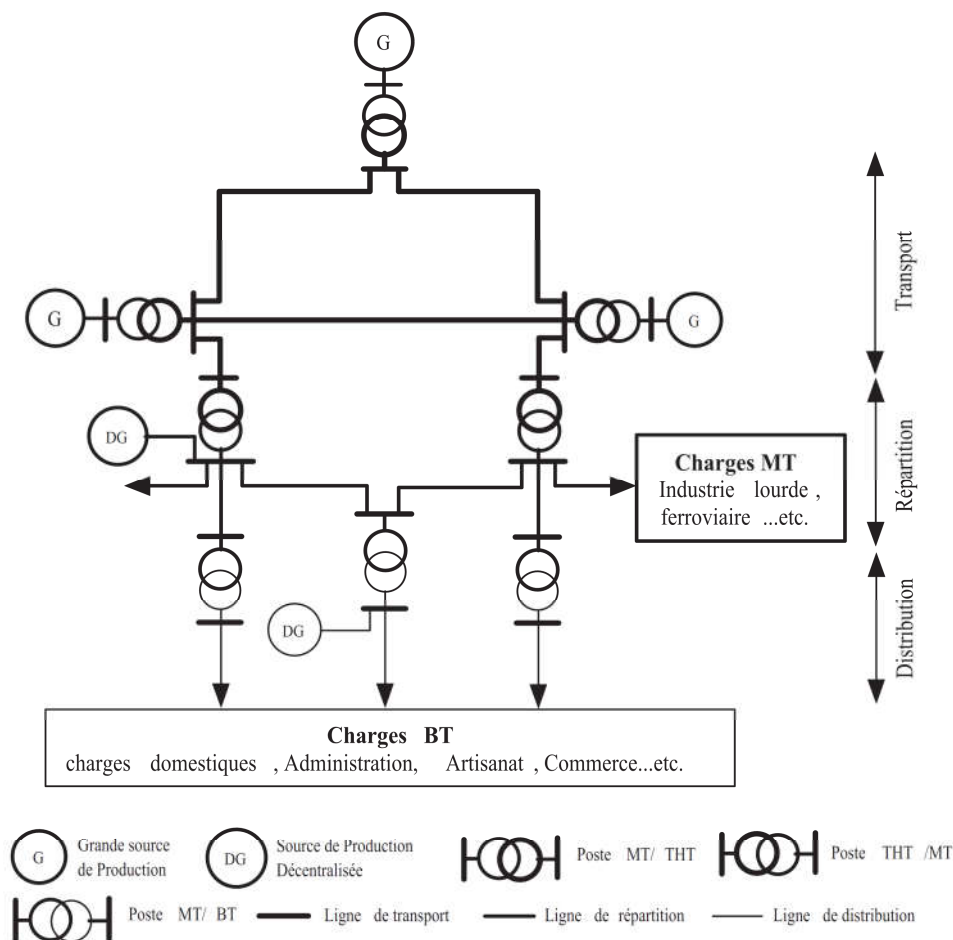 G
Transport
G
G
DG
Charges MT
Industrie lourde ,
ferroviaire ...etc.
Répartition
DG
Distribution
Charges BT
charges domestiques , Administration, Artisanat , Commerce...etc.
G
Grande source
de Production
DG
Source de Production
Décentralisée
Poste MT/ THT
Poste THT /MT
Poste MT/ BT
Ligne de transport
Ligne de répartition
Ligne de distribution